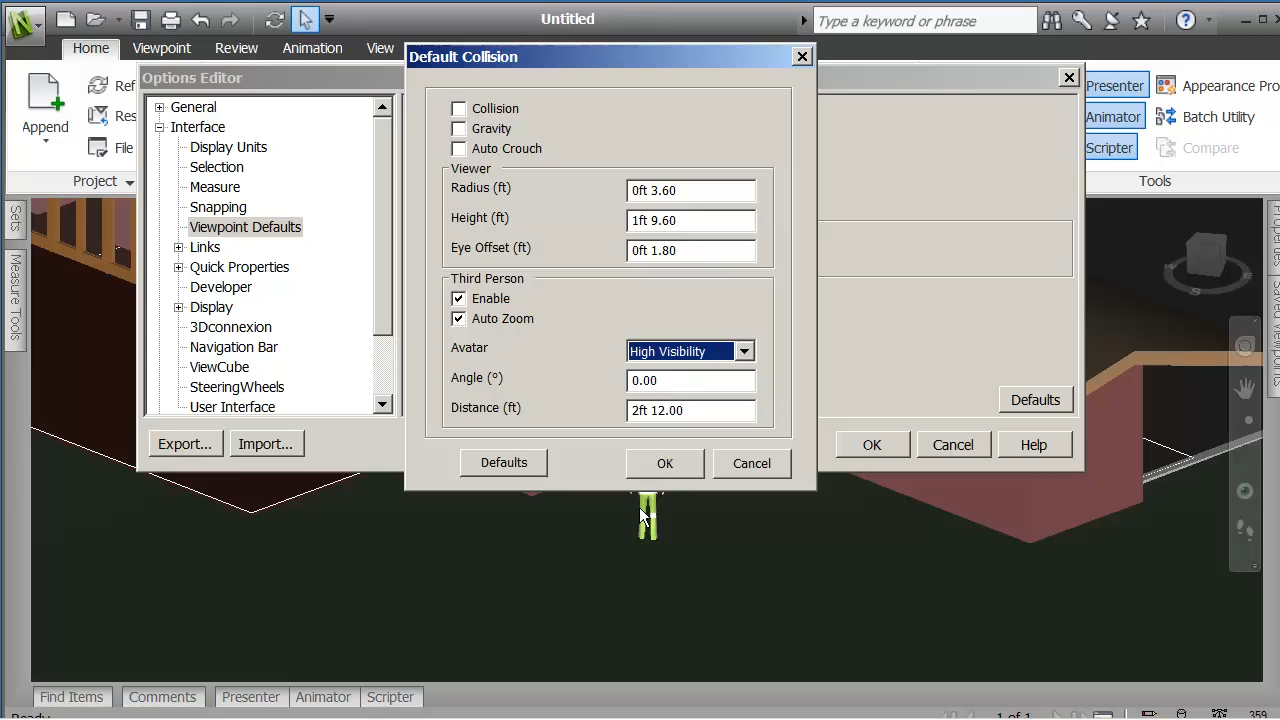 Untitled
Type a keyword or phrase
Home
Viewpoint
Review
Animation
View
Append
Ref
Res
File
Project
Presenter
Animator
Scripter
Appearance Pro
Batch Utility
Compare
Tools
Sets
Measure Tools
Properties
Saved Viewpoints
Options Editor
General
Interface
Display Units
Selection
Measure
Snapping
Viewpoint Defaults
Links
Quick Properties
Developer
Display
3Dconnexion
Navigation Bar
ViewCube
SteeringWheels
User Interface
Export...
Import...
Defaults
OK
Cancel
Help
Default Collision
Collision
Gravity
Auto Crouch
Viewer
Radius (ft)
0ft 3.60
Height (ft)
1ft 9.60
Eye Offset (ft)
0ft 1.80
Third Person
Enable
Auto Zoom
Avatar
High Visibility
Angle (º)
0.00
Distance (ft)
2ft 12.00
Defaults
OK
Cancel
Find Items
Comments
Presenter
Animator
Scripter
Ready
1 of 1
359